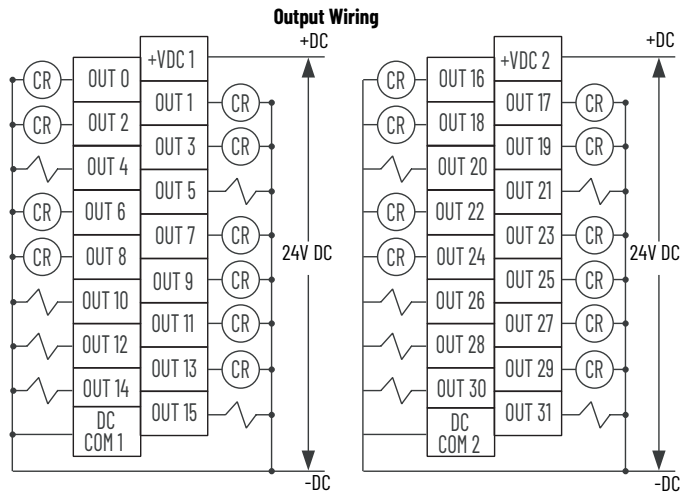 Output Wiring
+DC
+VDC 1
CR OUT 0
OUT 1 CR
CR OUT 2
OUT 3 CR
OUT 4
OUT 5
CR OUT 6
OUT 7 CR
CR OUT 8
24V DC
OUT 9 CR
OUT 10
OUT 11 CR
OUT 12
OUT 13 CR
OUT 14
OUT 15
DC
COM 1
-DC
+DC
+VDC 2
CR OUT 16
OUT 17 CR
CR OUT 18
OUT 19 CR
OUT 20
OUT 21
CR OUT 22
OUT 23 CR
CR OUT 24
24V DC
OUT 25 CR
OUT 26
OUT 27 CR
OUT 28
OUT 29 CR
OUT 30
OUT 31
DC
COM 2
-DC